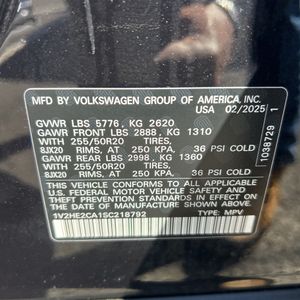 MFD BY VOLKSWAGEN GROUP OF AMERICA, INC.
USA 02/2025
GVWR LBS 5776, KG 2620
GAWR FRONT LBS 2888, KG 1310
WITH 255/50R20 TIRES,
8JX20 RIMS, AT 250 KPA, 36 PSI COLD
GAWR REAR LBS 2998, KG 1360
WITH 255/50R20 TIRES,
8JX20 RIMS, AT 250 KPA, 36 PSI COLD
THIS VEHICLE CONFORMS TO ALL APPLICABLE
U.S. FEDERAL MOTOR VEHICLE SAFETY
STANDARDS IN EFFECT ON THE DATE OF
MANUFACTURE SHOWN ABOVE.
1V2HE2CA1SC218792 TYPE: MPV
1038729 1